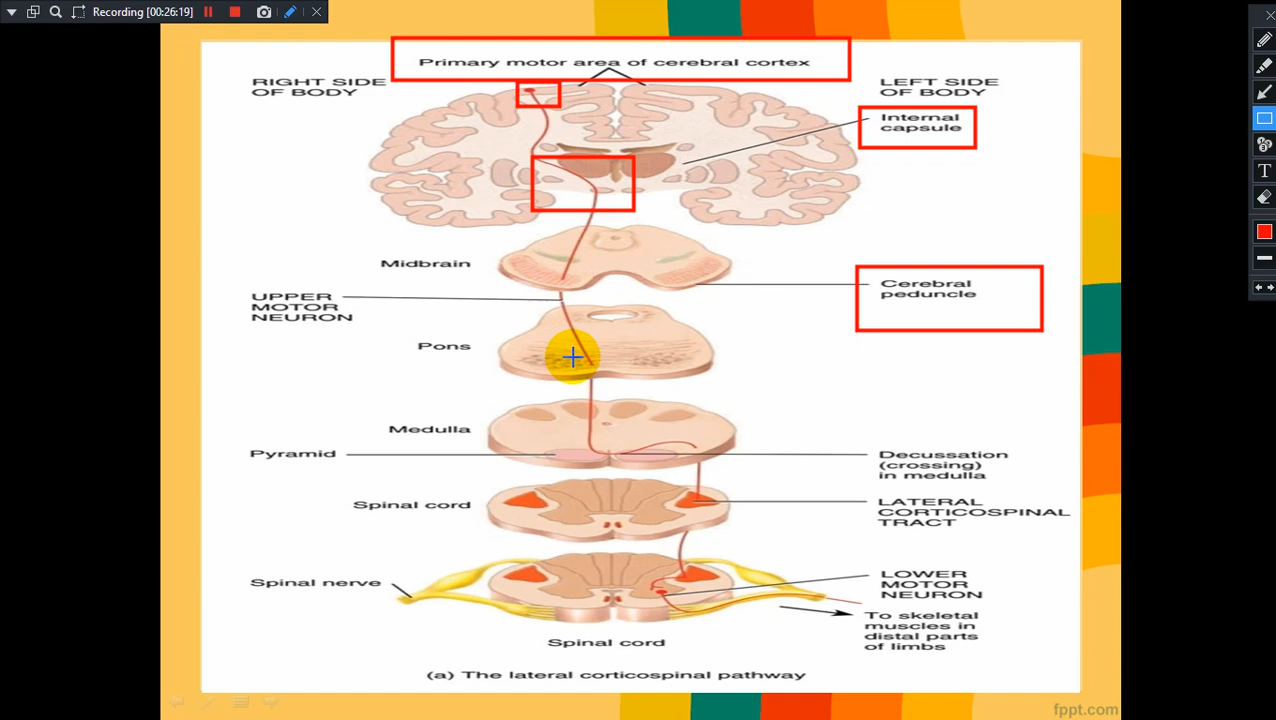 Recording [00:26:19]
Primary motor area of cerebral cortex
RIGHT SIDE
OF BODY
LEFT SIDE
OF BODY
Internal
capsule
Midbrain
Cerebral
peduncle
UPPER
MOTOR
NEURON
Pons
Medulla
Pyramid
Decussation
(crossing)
in medulla
Spinal cord
LATERAL
CORTICOSPINAL
TRACT
Spinal nerve
LOWER
MOTOR
NEURON
To skeletal
muscles in
distal parts
of limbs
Spinal cord
(a) The lateral corticospinal pathway
fppt.com